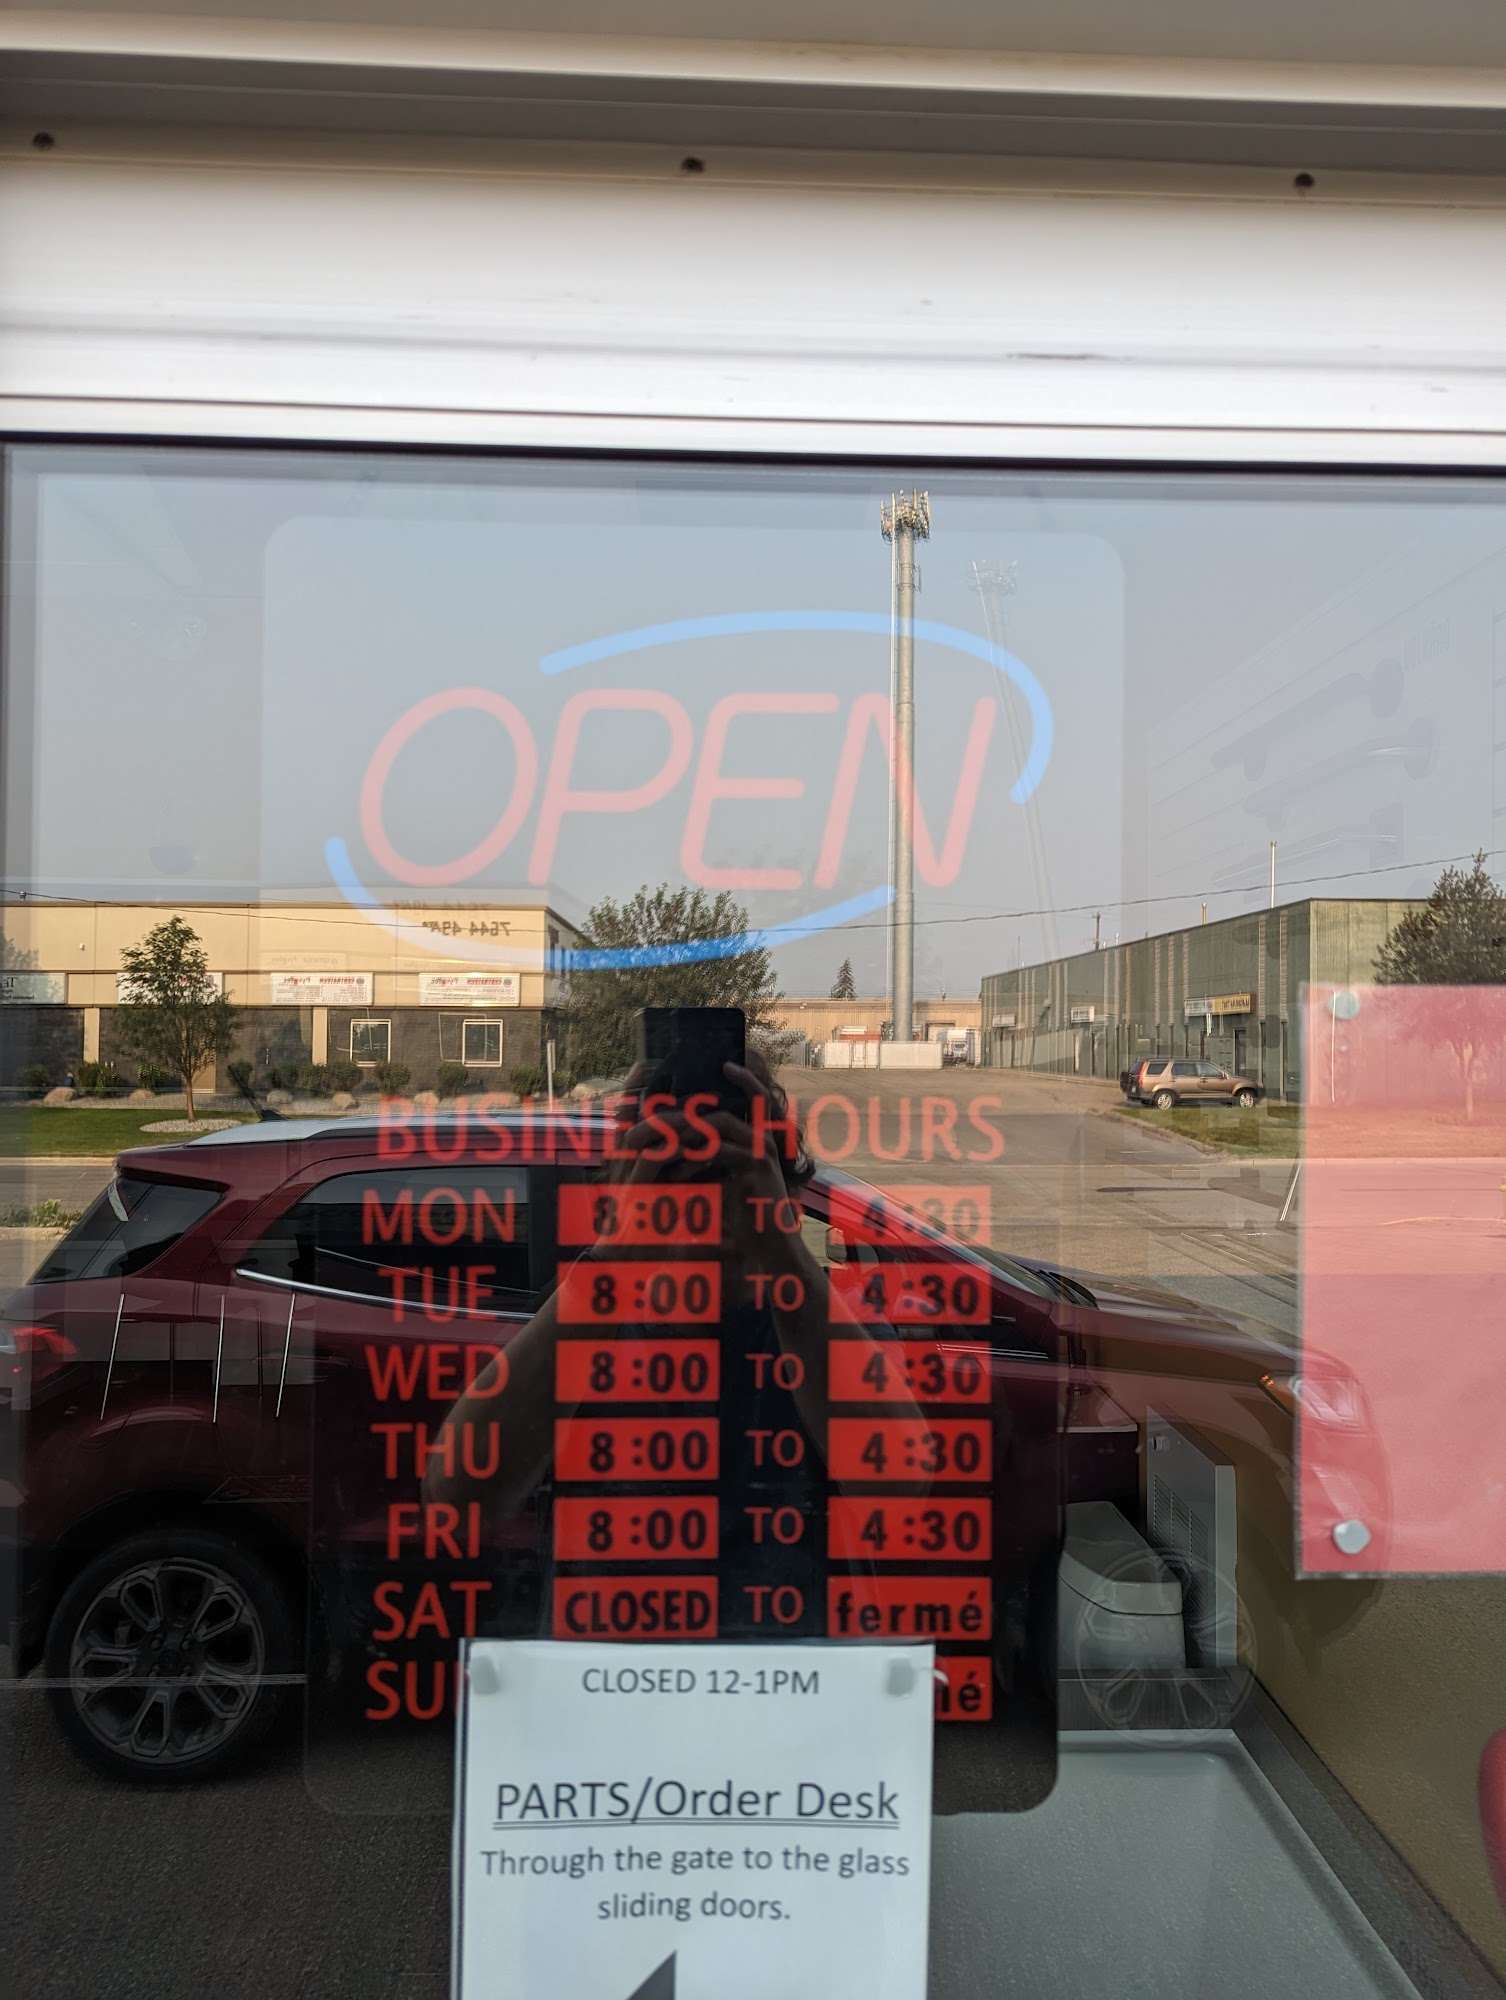 OPEN
BUSINESS HOURS
MON 8:00 TO 4:30
TUE 8:00 TO 4:30
WED 8:00 TO 4:30
THU 8:00 TO 4:30
FRI 8:00 TO 4:30
SAT CLOSED TO fermé
CLOSED 12-1PM
PARTS/Order Desk
Through the gate to the glass
sliding doors.